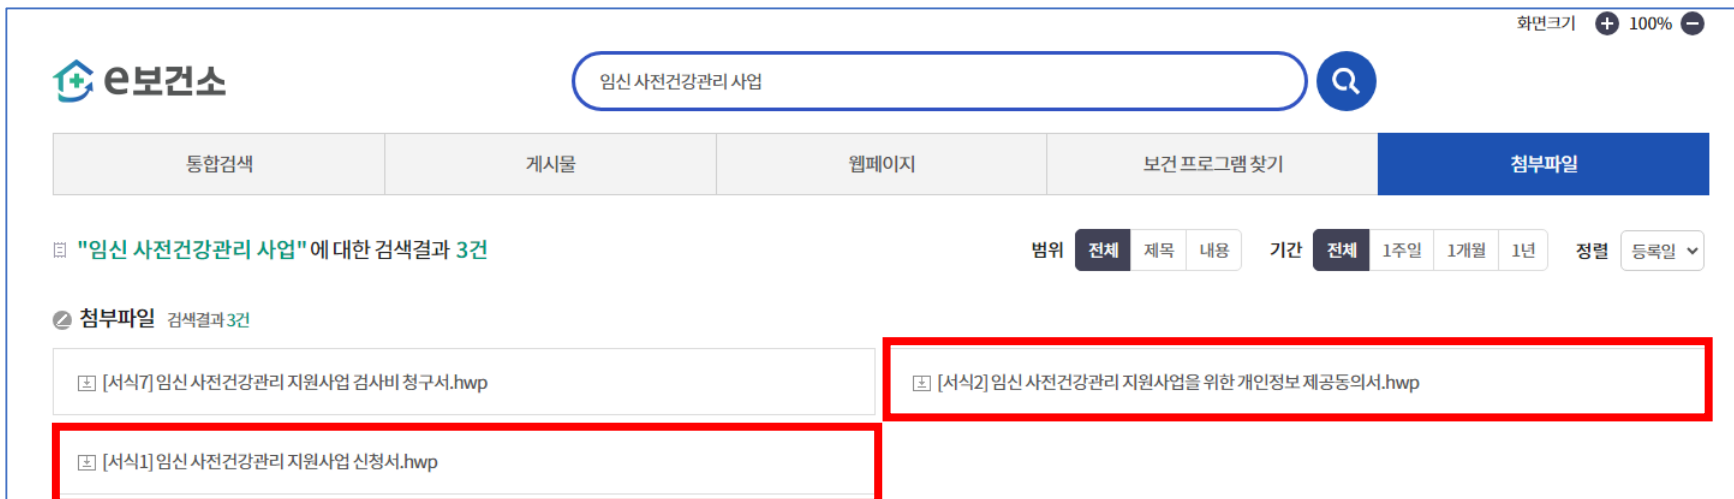 화면크기 100%
e보건소
임신 사전건강관리 사업
통합검색 게시물 웹페이지 보건 프로그램 찾기 첨부파일
"임신 사전건강관리 사업"에 대한 검색결과 3건
범위 전체 제목 내용 기간 전체 1주일 1개월 1년 정렬 등록일
첨부파일 검색결과 3건
[서식7] 임신 사전건강관리 지원사업 검사비 청구서.hwp
[서식2] 임신 사전건강관리 지원사업을 위한 개인정보 제공동의서.hwp
[서식1] 임신 사전건강관리 지원사업 신청서.hwp